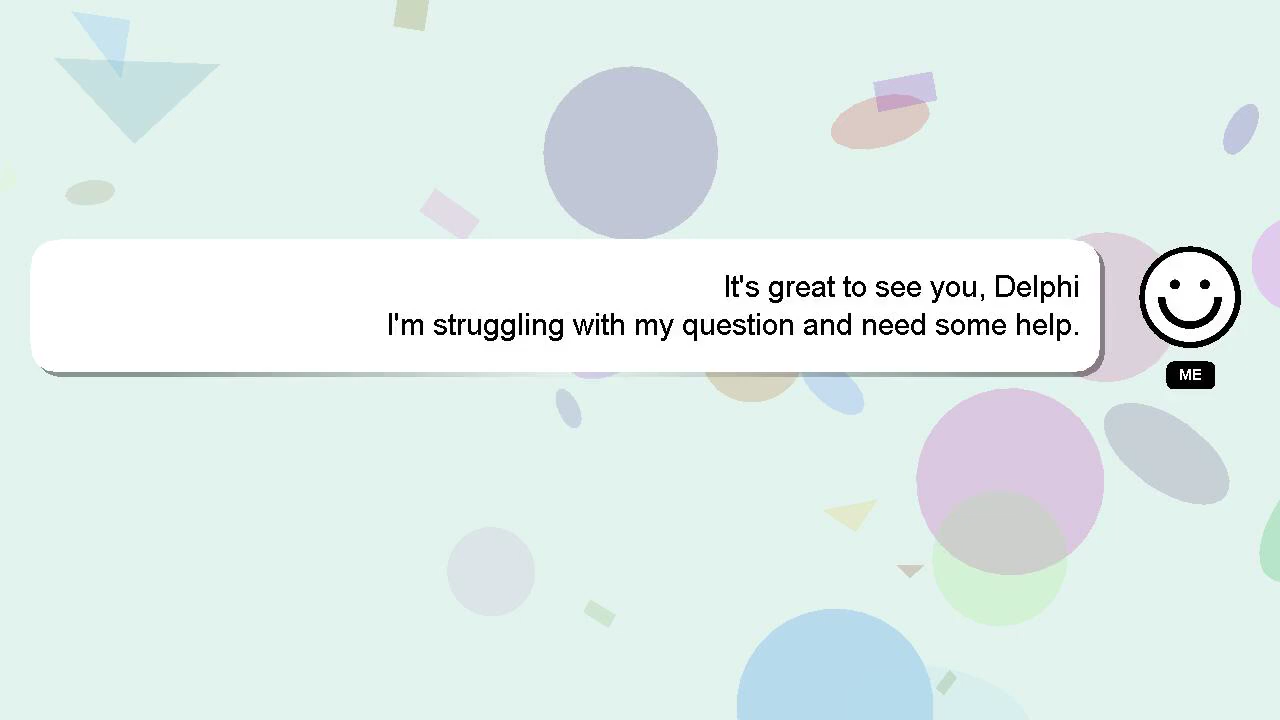 It's great to see you, Delphi
I'm struggling with my question and need some help.
ME